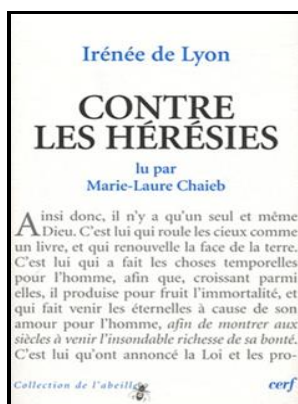 Irénée de Lyon
CONTRE
LES HÉRÉSIES
lu par
Marie-Laure Chaieb
Ainsi donc, il n'y a qu'un seul et même
Dieu. C'est lui qui roule les cieux comme
un livre, et qui renouvelle la face de la terre.
C'est lui qui a fait les choses temporelles
pour l'homme, afin que, croissant parmi
elles, il produise pour fruit l'immortalité, et
qui fait venir les éternelles à cause de son
amour pour l'homme, afin de montrer aux
siècles à venir l'insondable richesse de sa bonté.
C'est lui qu'ont annoncé la Loi et les pro-
Collection de l'abeille
cerf